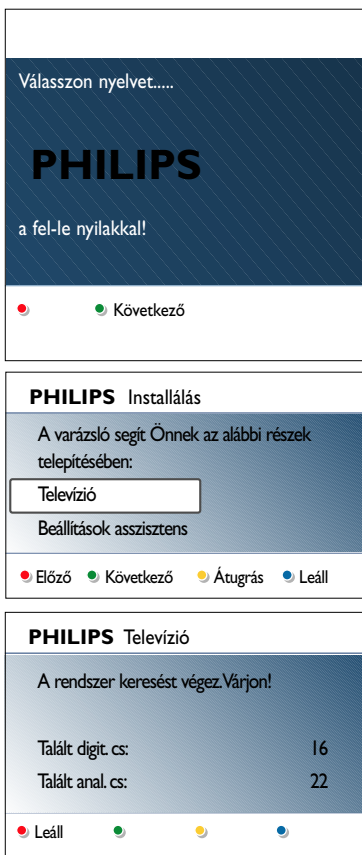 Válasszon nyelvet.....
PHILIPS
a fel-le nyilakkal!
Következő
PHILIPS Installálás
A varázsló segít Önnek az alábbi részek
telepítésében:
Televízió
Beállítások asszisztens
Előző Következő Átugrás Leáll
PHILIPS Televízió
A rendszer keresést végez.Várjon!
Talált digit. cs: 16
Talált anal. cs: 22
Leáll